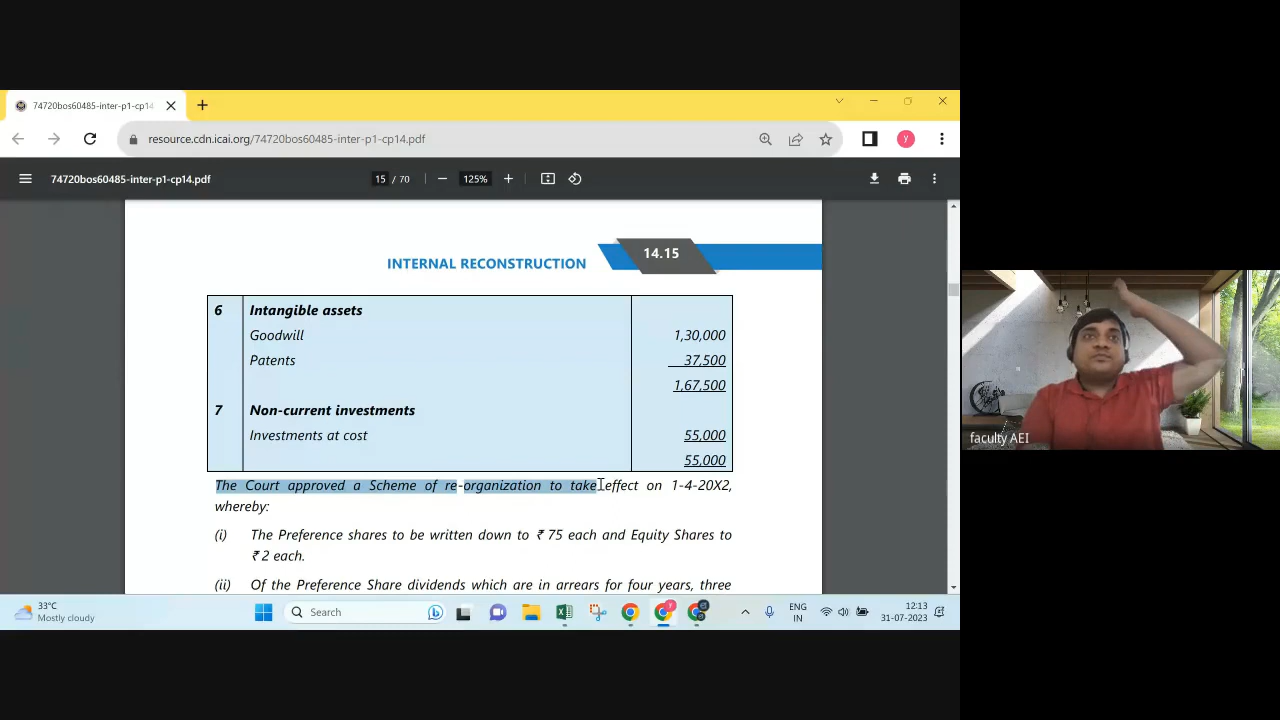 74720bos60485-inter-p1-cp14
resource.cdn.icai.org/74720bos60485-inter-p1-cp14.pdf
y
74720bos60485-inter-p1-cp14.pdf
15 / 70
125%
INTERNAL RECONSTRUCTION
14.15
6 Intangible assets
Goodwill 1,30,000
Patents 37,500
1,67,500
7 Non-current investments
Investments at cost 55,000
55,000
The Court approved a Scheme of re-organization to take effect on 1-4-20X2,
whereby:
(i) The Preference shares to be written down to ₹ 75 each and Equity Shares to
₹ 2 each.
(ii) Of the Preference Share dividends which are in arrears for four years, three
faculty AEI
33°C
Mostly cloudy
Search
ENG
IN
12:13
31-07-2023